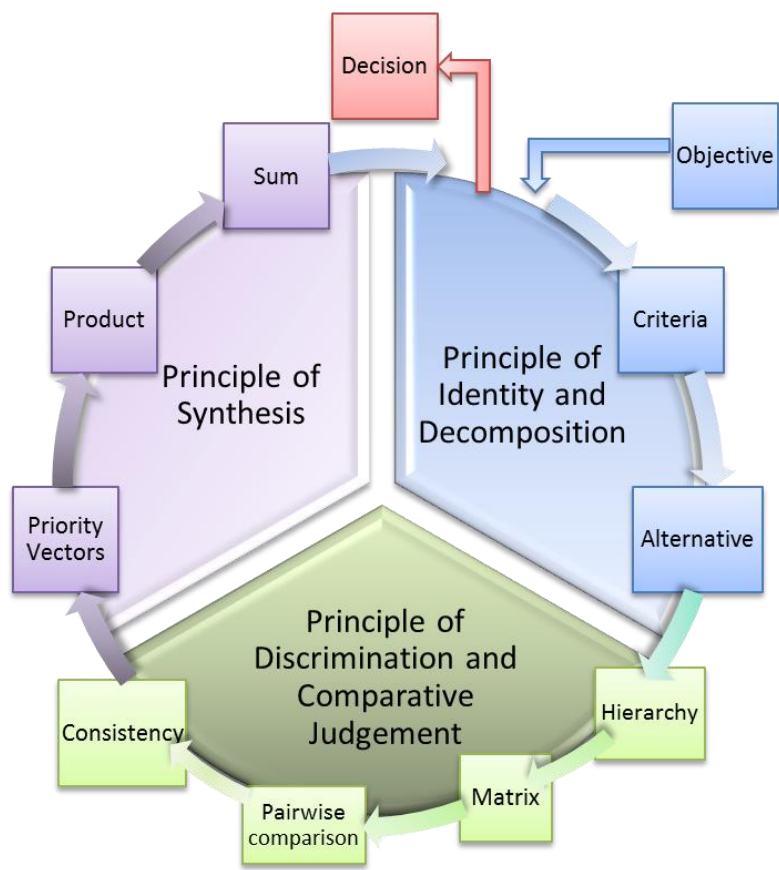 Decision
Objective
Sum
Product
Criteria
Principle of
Synthesis
Principle of
Identity and
Decomposition
Priority
Vectors
Alternative
Principle of
Discrimination and
Comparative
Judgement
Consistency
Hierarchy
Matrix
Pairwise
comparison